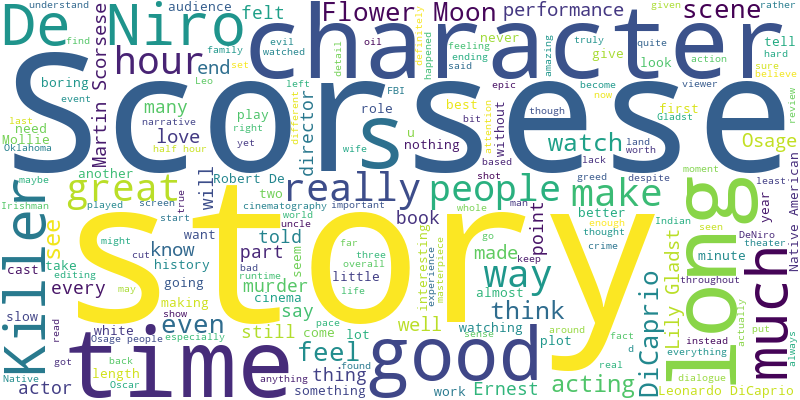 understand
De Niro
audience
Flower Moon
performance
scene
given
rather
find
felt
character
evil
watched
Martin Scorsese
hour
family
set
end
Leo
oil
never
said
truly
quite
tell
hard
feeling
ending
give
look
action
sure
believe
detail
happened
definitely
amazing
boring
event
many
left
FBI
epic
become
now
viewer
Scorsese
s
last
need
narrative
play
role
best
though
first
review
Mollie
Oklahoma
love
right
yet
director
different
u
bit
attention
without
Gladst
Osage
half hour
wife
nothing
watch
land
worth
maybe
another
great
will
Robert De
really
people
based
shot
lack
greed
despite
make
moment
least
Irishman
played
screen
true
two
cinematography
important
book
whole
man
point
better
enough
Indian
long
seen
DeNiro
year
Native American
Killer
see
might
start
want
world
uncle
story
go
made
thought
crime
theater
minute
take
know
told
far
three
interesting
experience
masterpiece
keep
editing
cut
history
part
seem
overall
cast
going
bad
little
way
almost
throughout
slow
every
may
making
murder
runtime
cinema
life
think
DiCaprio
Lily Gladst
much
read
white
show
even
say
pace
well
watching
plot
around
fact
instead
actually
put
Osage people
especially
still
come
lot
sense
d
everything
always
got
time
feel
good
back
length
found
thing
acting
real
dialogue
Native
actor
Oscar
anything
something
work
Ernest
Leonardo DiCaprio